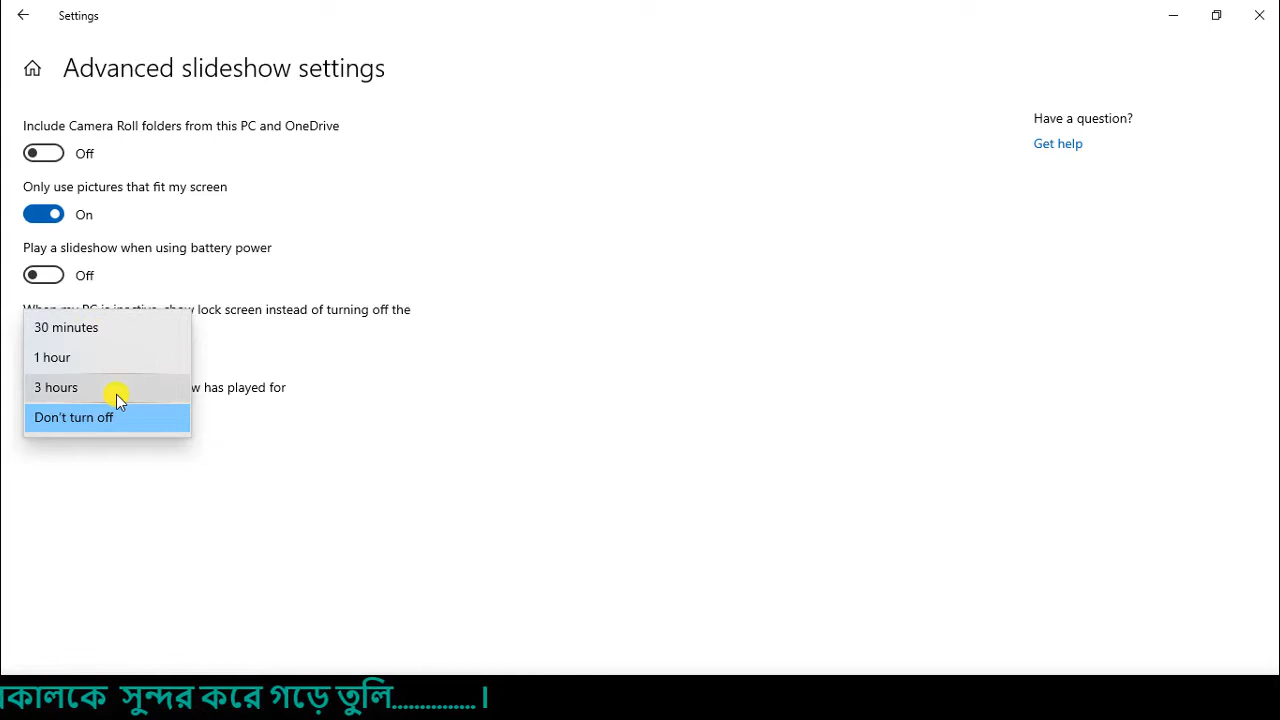 Settings
Advanced slideshow settings
Include Camera Roll folders from this PC and OneDrive
Off
Have a question?
Get help
Only use pictures that fit my screen
On
Play a slideshow when using battery power
Off
lock screen instead of turning off the
30 minutes
1 hour
3 hours
has played for
Don't turn off
সুন্দর করে গড়ে তুলি...............।